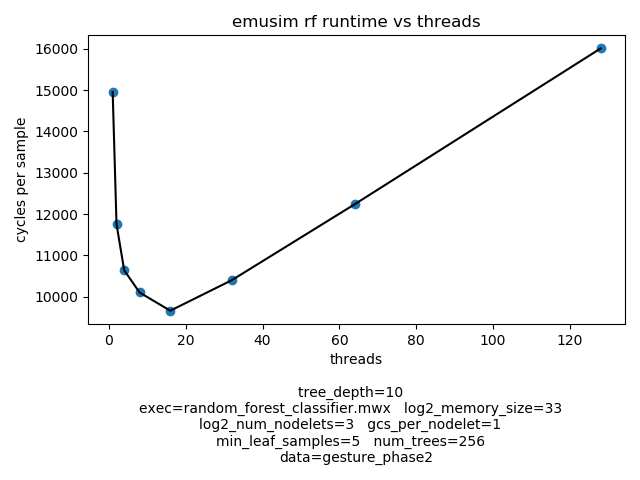 emusim rf runtime vs threads
16000
15000
14000
13000
12000
11000
10000
cycles per sample
0 20 40 60 80 100 120
threads
tree_depth=10
exec=random_forest_classifier.mwx log2_memory_size=33
log2_num_nodelets=3 gcs_per_nodelet=1
min_leaf_samples=5 num_trees=256
data=gesture_phase2